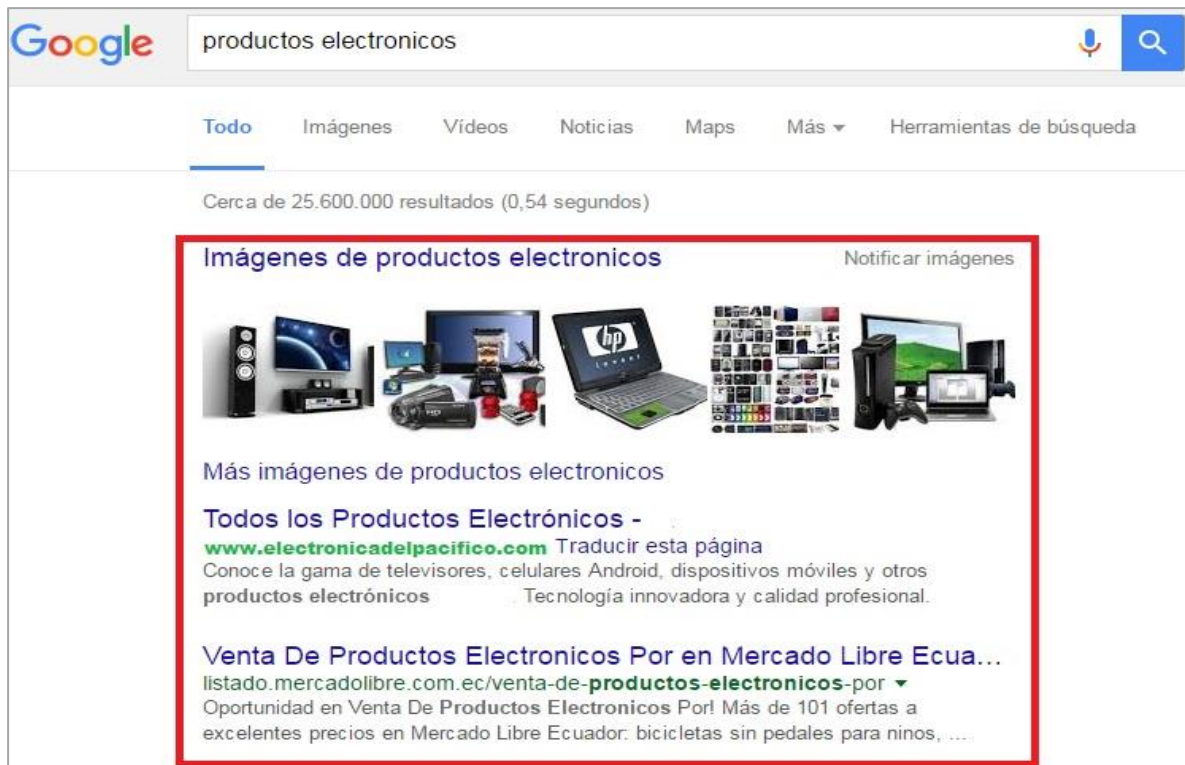 Google
productos electronicos
Todo Imágenes Vídeos Noticias Maps Más Herramientas de búsqueda
Cerca de 25.600.000 resultados (0,54 segundos)
Imágenes de productos electronicos Notificar imágenes
hp
invent
HD
Más imágenes de productos electronicos
Todos los Productos Electrónicos -
www.electronicadelpacifico.com Traducir esta página
Conoce la gama de televisores, celulares Android, dispositivos móviles y otros
productos electrónicos . Tecnología innovadora y calidad profesional.
Venta De Productos Electronicos Por en Mercado Libre Ecua...
listado.mercadolibre.com.ec/venta-de-productos-electronicos-por
Oportunidad en Venta De Productos Electronicos Por! Más de 101 ofertas a
excelentes precios en Mercado Libre Ecuador: bicicletas sin pedales para ninos, ...